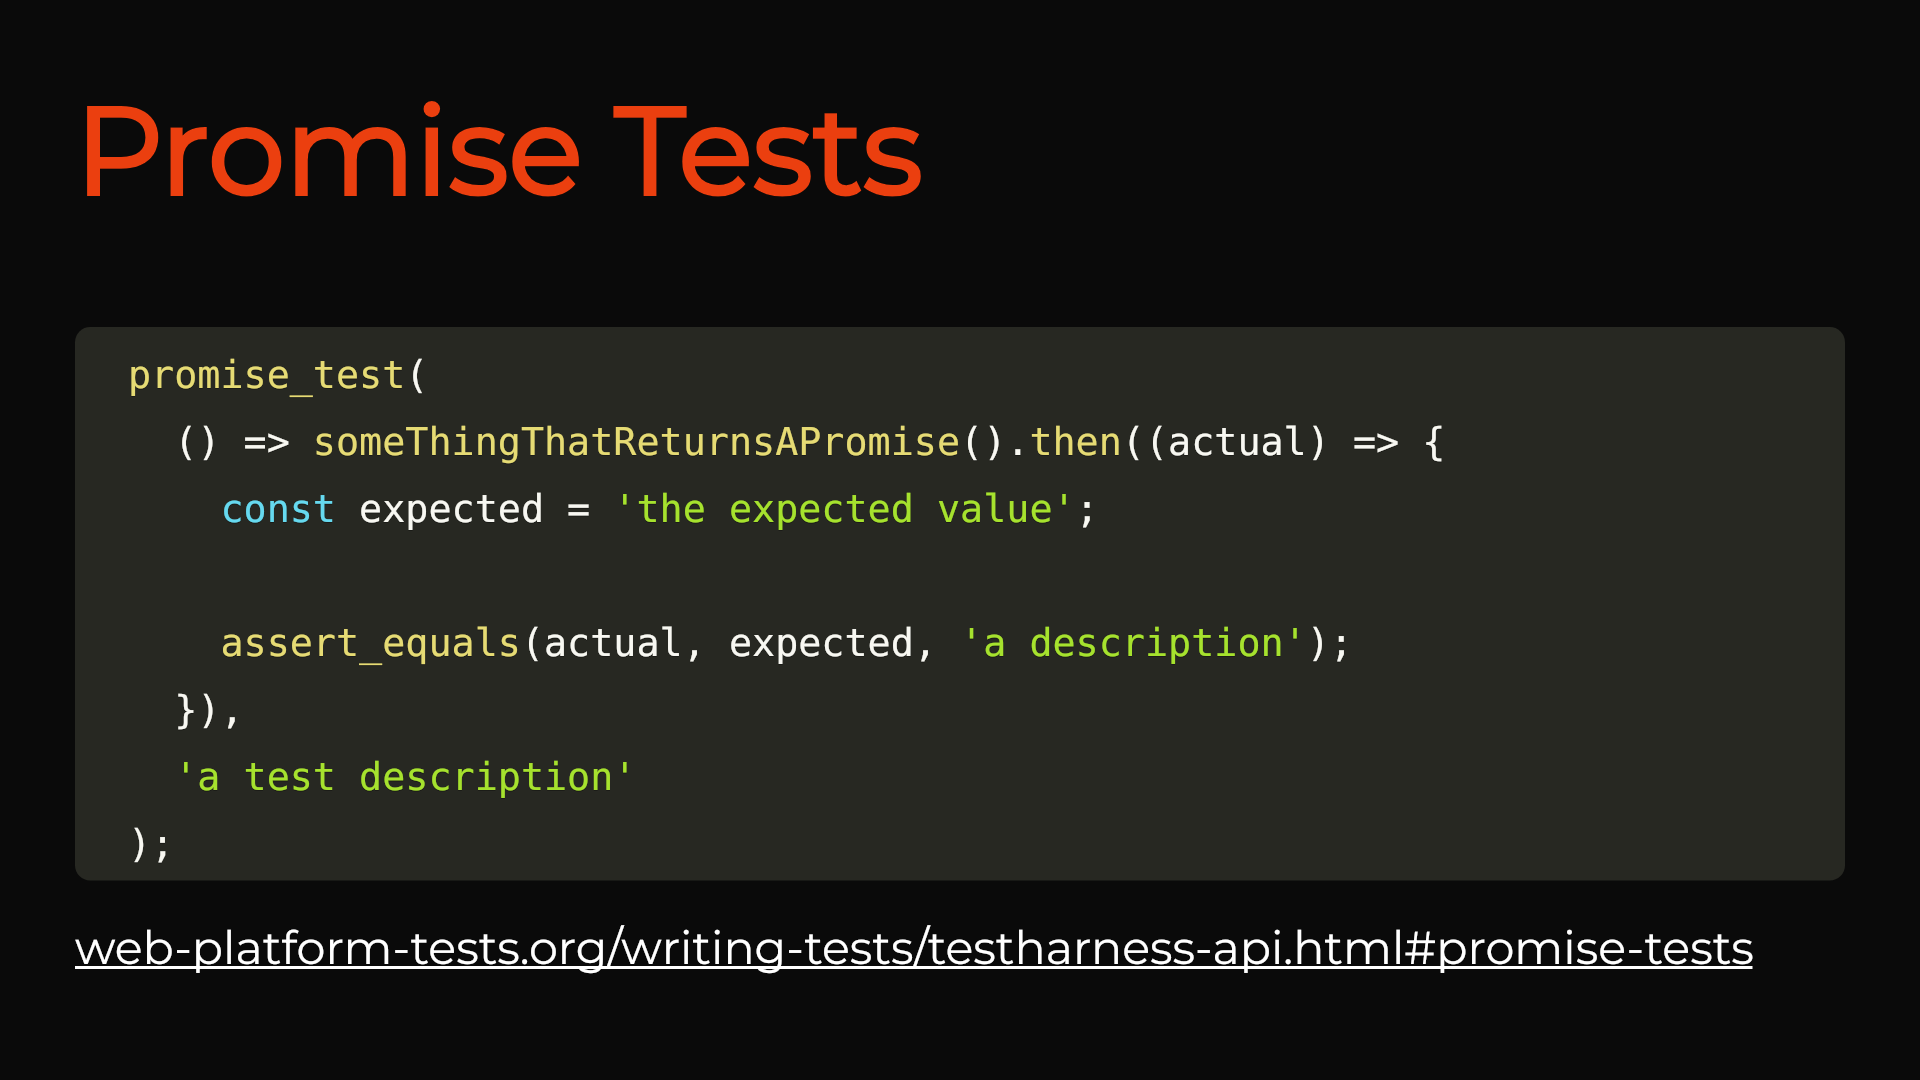 Promise Tests
promise_test(
  () => someThingThatReturnsAPromise().then((actual) => {
    const expected = 'the expected value';

    assert_equals(actual, expected, 'a description');
  }),
  'a test description'
);
web-platform-tests.org/writing-tests/testharness-api.html#promise-tests